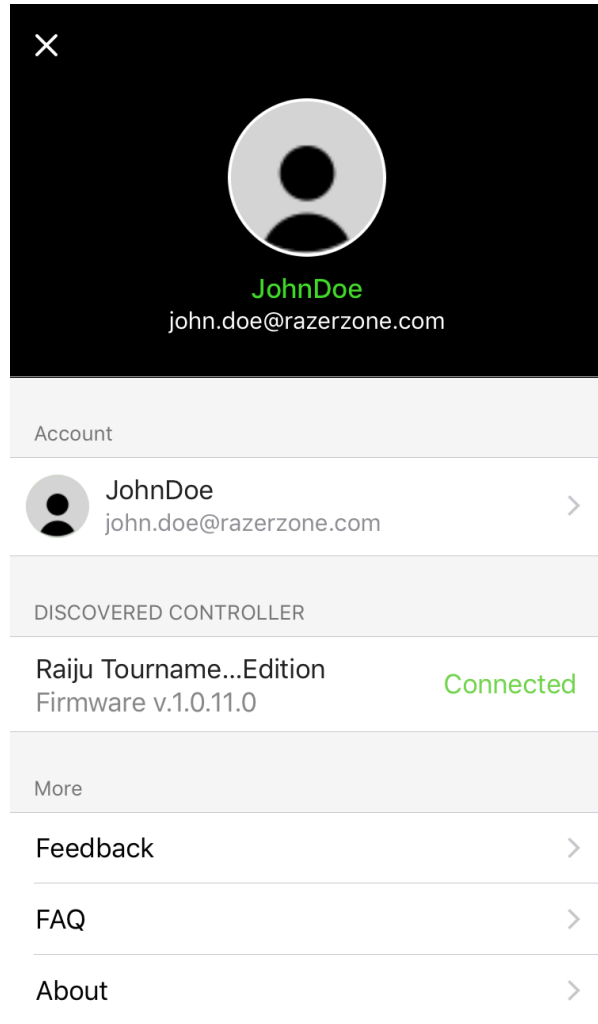 JohnDoe
john.doe@razerzone.com
Account
JohnDoe
john.doe@razerzone.com
DISCOVERED CONTROLLER
Raiju Tourname...Edition
Connected
Firmware v.1.0.11.0
More
Feedback
FAQ
About